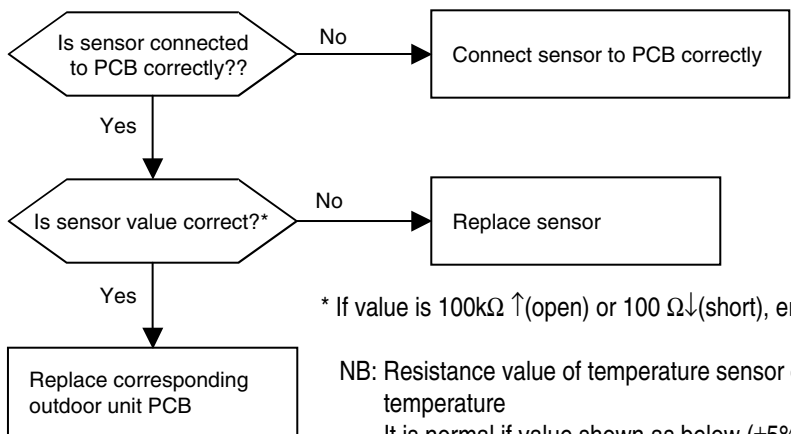 Is sensor connected
to PCB correctly??
No
Connect sensor to PCB correctly
Yes
Is sensor value correct?*
No
Replace sensor
Yes
* If value is 100kΩ ↑(open) or 100 Ω↓(short),
Replace corresponding
outdoor unit PCB
NB: Resistance value of temperature sensor
temperature
It is normal if value shown as below (±5%